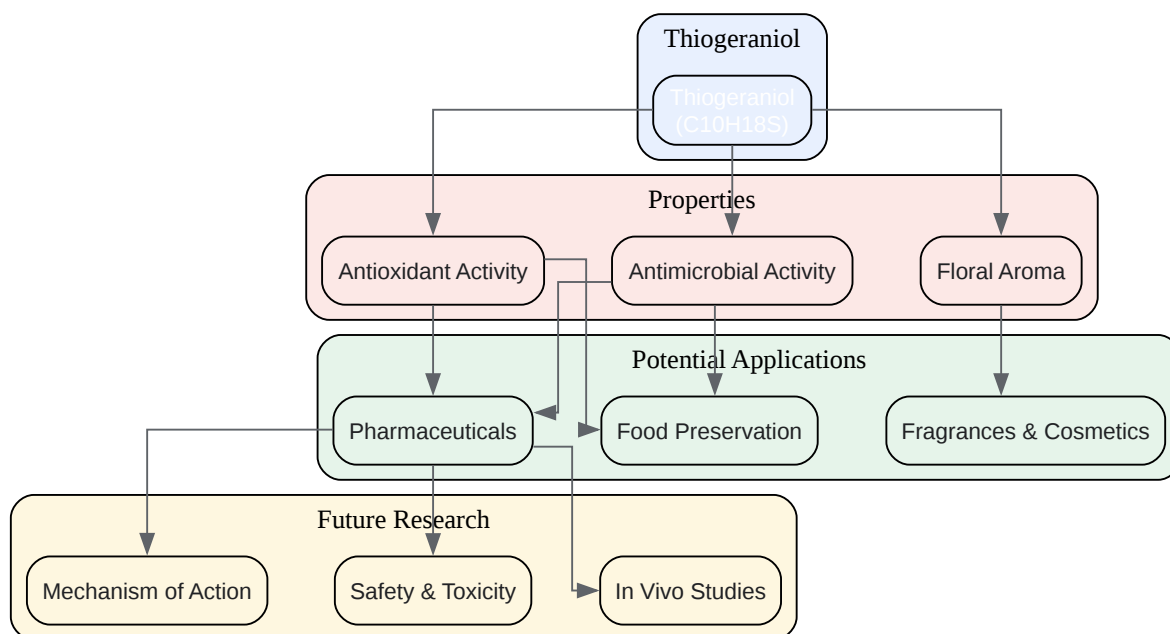 Thiogeraniol
Thiogeraniol
(C10H18S)
Properties
Antioxidant Activity
Antimicrobial Activity
Floral Aroma
Potential Applications
Pharmaceuticals
Food Preservation
Fragrances & Cosmetics
Future Research
Mechanism of Action
Safety & Toxicity
In Vivo Studies